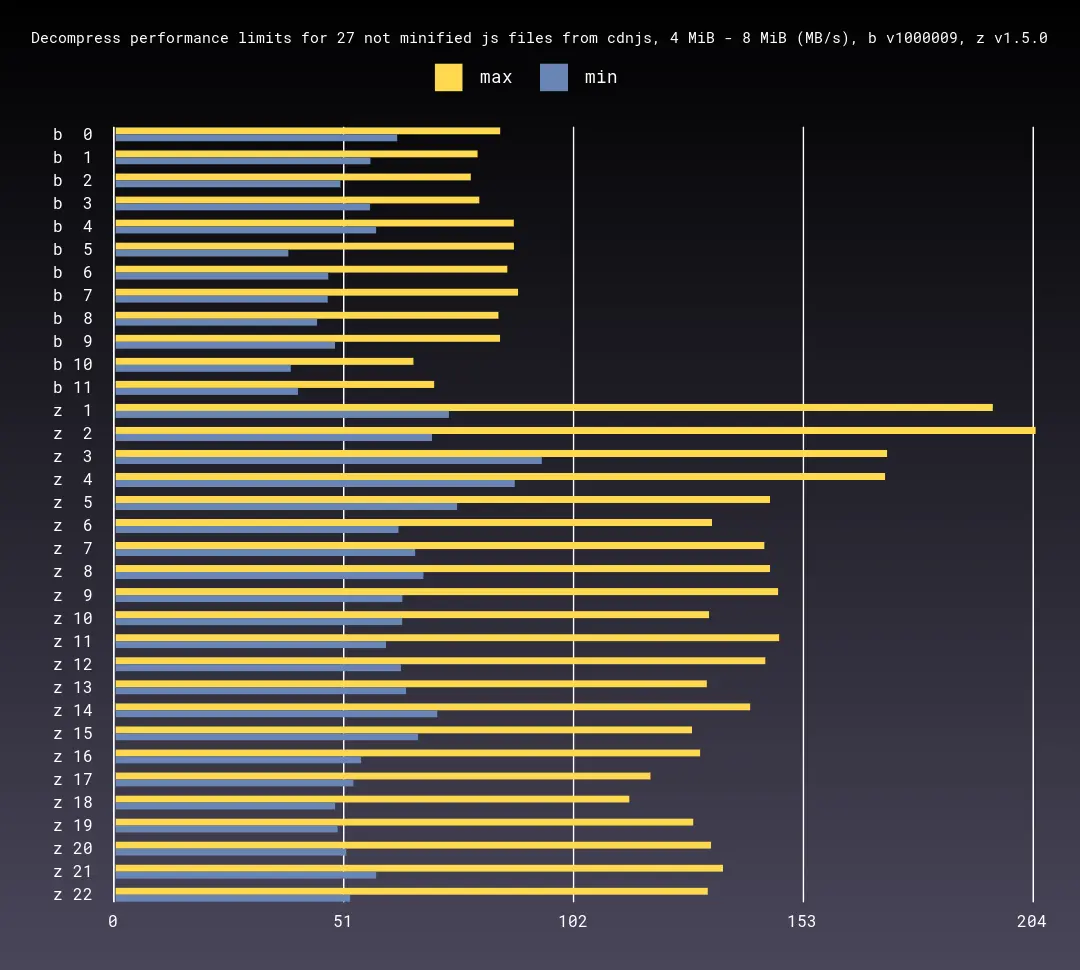 Decompress performance limits for 27 not minified js files from cdnjs, 4 MiB - 8 MiB (MB/s), b v1000009, z v1.5.0
max min
b 0
b 1
b 2
b 3
b 4
b 5
b 6
b 7
b 8
b 9
b 10
b 11
z 1
z 2
z 3
z 4
z 5
z 6
z 7
z 8
z 9
z 10
z 11
z 12
z 13
z 14
z 15
z 16
z 17
z 18
z 19
z 20
z 21
z 22
0 51 102 153 204